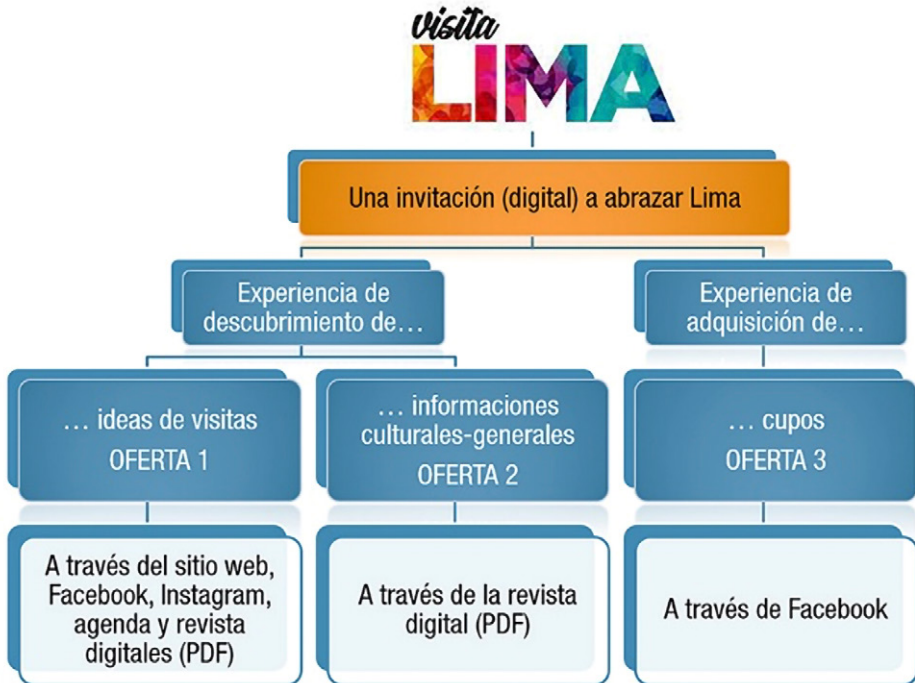 visita
LIMA
Una invitación (digital) a abrazar Lima
Experiencia de
descubrimiento de…
Experiencia de
adquisición de…
… ideas de visitas
OFERTA 1
… informaciones
culturales-generales
OFERTA 2
… cupos
OFERTA 3
A través del sitio web,
Facebook, Instagram,
agenda y revista
digitales (PDF)
A través de la revista
digital (PDF)
A través de Facebook